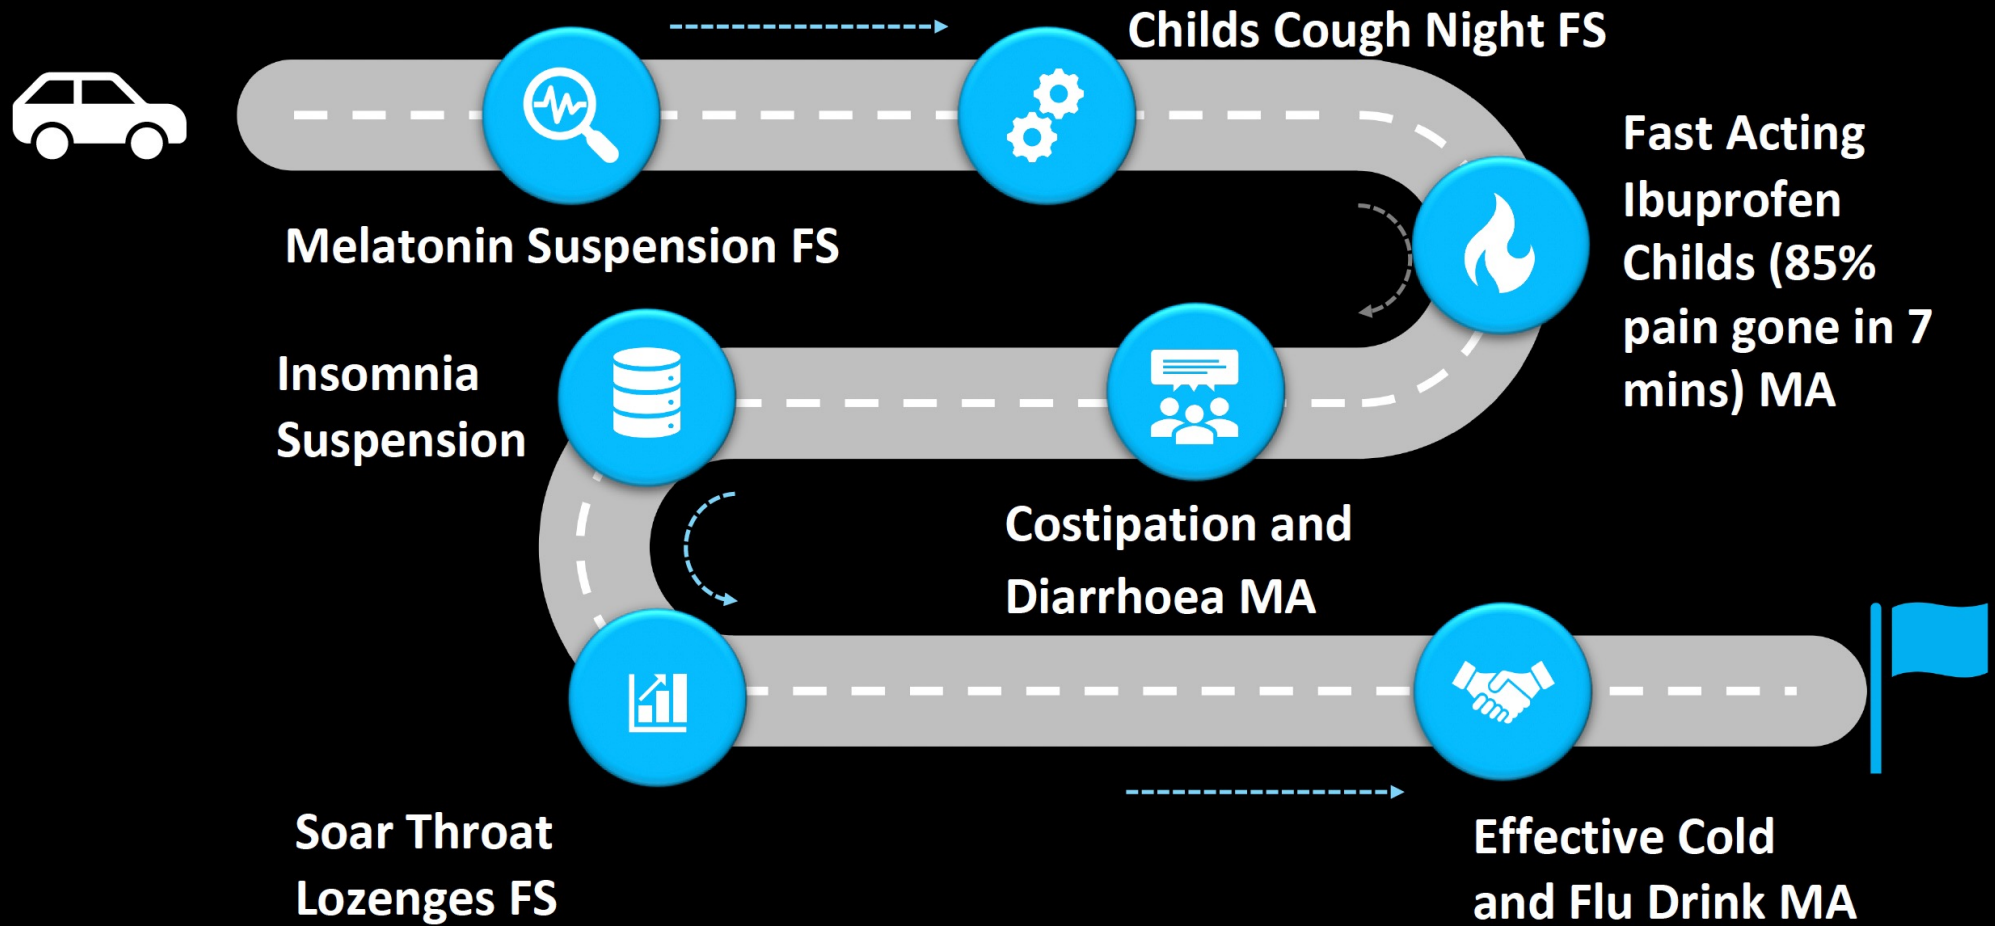 Childs Cough Night FS
Melatonin Suspension FS
Fast Acting
Ibuprofen
Childs (85%
pain gone in 7
mins) MA
Insomnia
Suspension
Costipation and
Diarrhoea MA
Soar Throat
Lozenges FS
Effective Cold
and Flu Drink MA